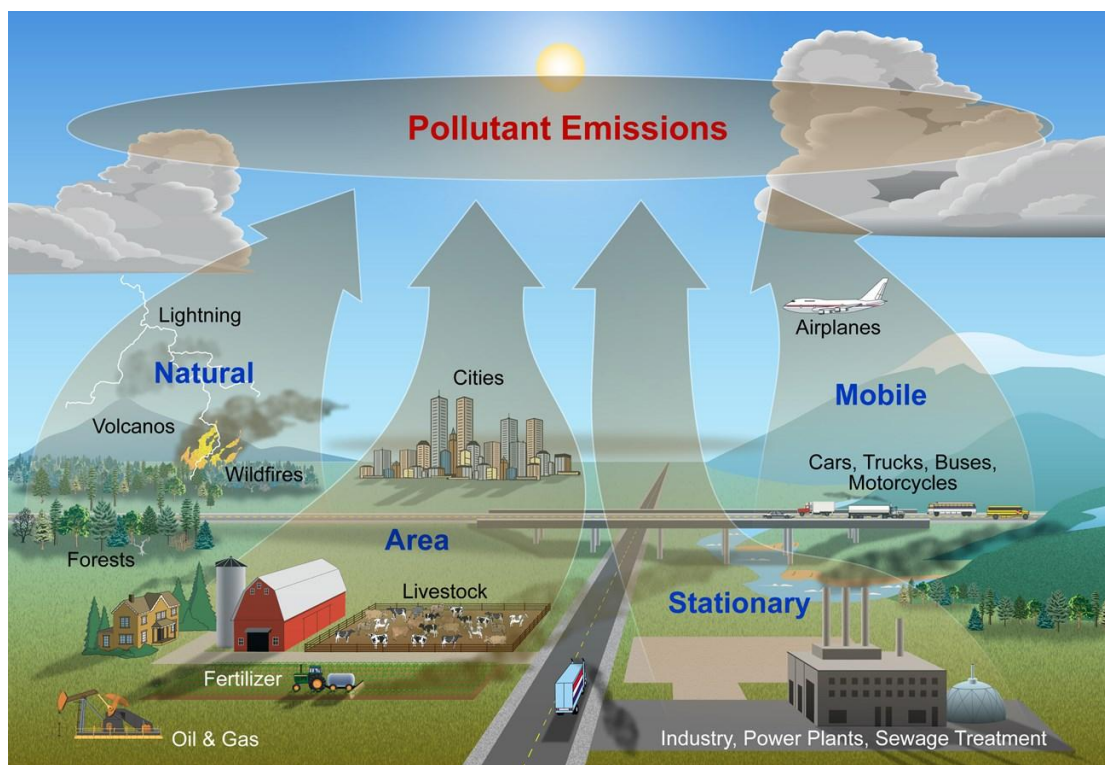 Pollutant Emissions
Lightning
Natural
Volcanos
Wildfires
Forests
Cities
Area
Livestock
Fertilizer
Oil & Gas
Airplanes
Mobile
Cars, Trucks, Buses,
Motorcycles
Stationary
Industry, Power Plants, Sewage Treatment